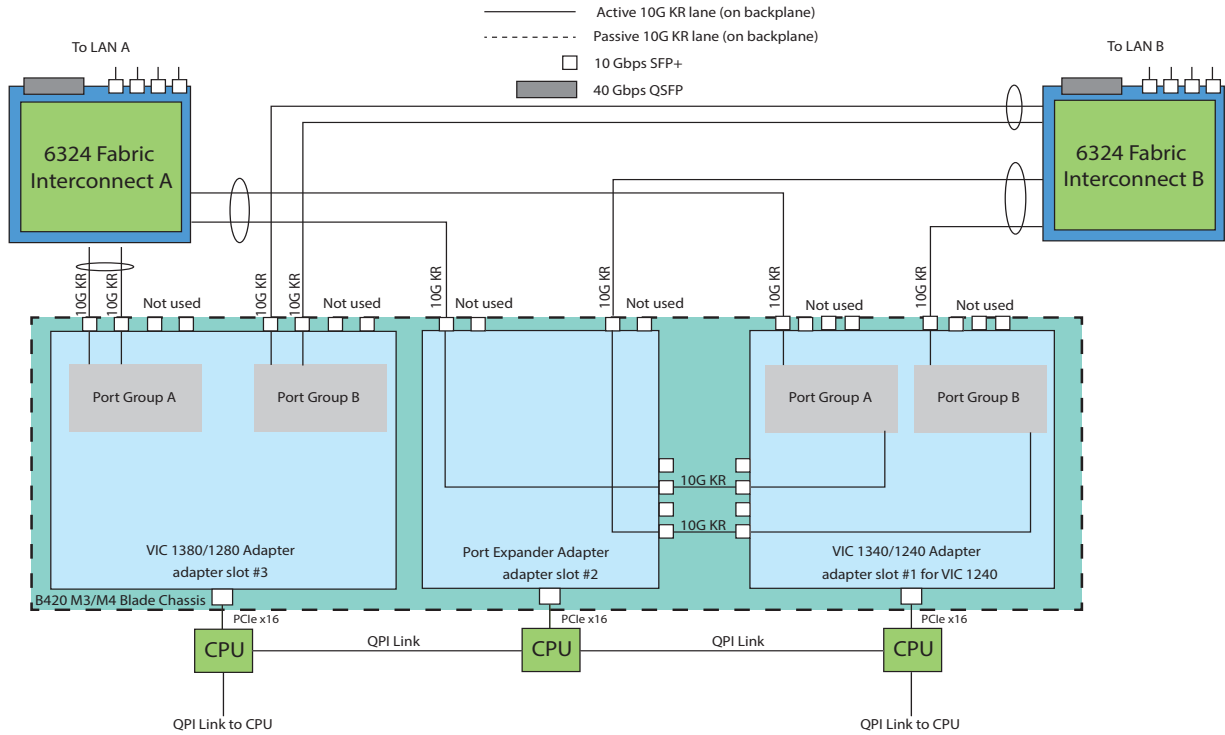 Active 10G KR lane (on backplane)
Passive 10G KR lane (on backplane)
10 Gbps SFP+
40 Gbps QSFP
To LAN A
To LAN B
6324 Fabric
Interconnect A
6324 Fabric
Interconnect B
10G KR
10G KR
Not used
10G KR
10G KR
Not used
10G KR
Not used
10G KR
Not used
10G KR
Not used
10G KR
Not used
Port Group A
Port Group B
Port Group A
Port Group B
10G KR
10G KR
VIC 1380/1280 Adapter
adapter slot #3
Port Expander Adapter
adapter slot #2
VIC 1340/1240 Adapter
adapter slot #1 for VIC 1240
B420 M3/M4 Blade Chassis
PCIe x16
PCIe x16
PCIe x16
CPU
QPI Link
CPU
QPI Link
CPU
QPI Link to CPU
QPI Link to CPU